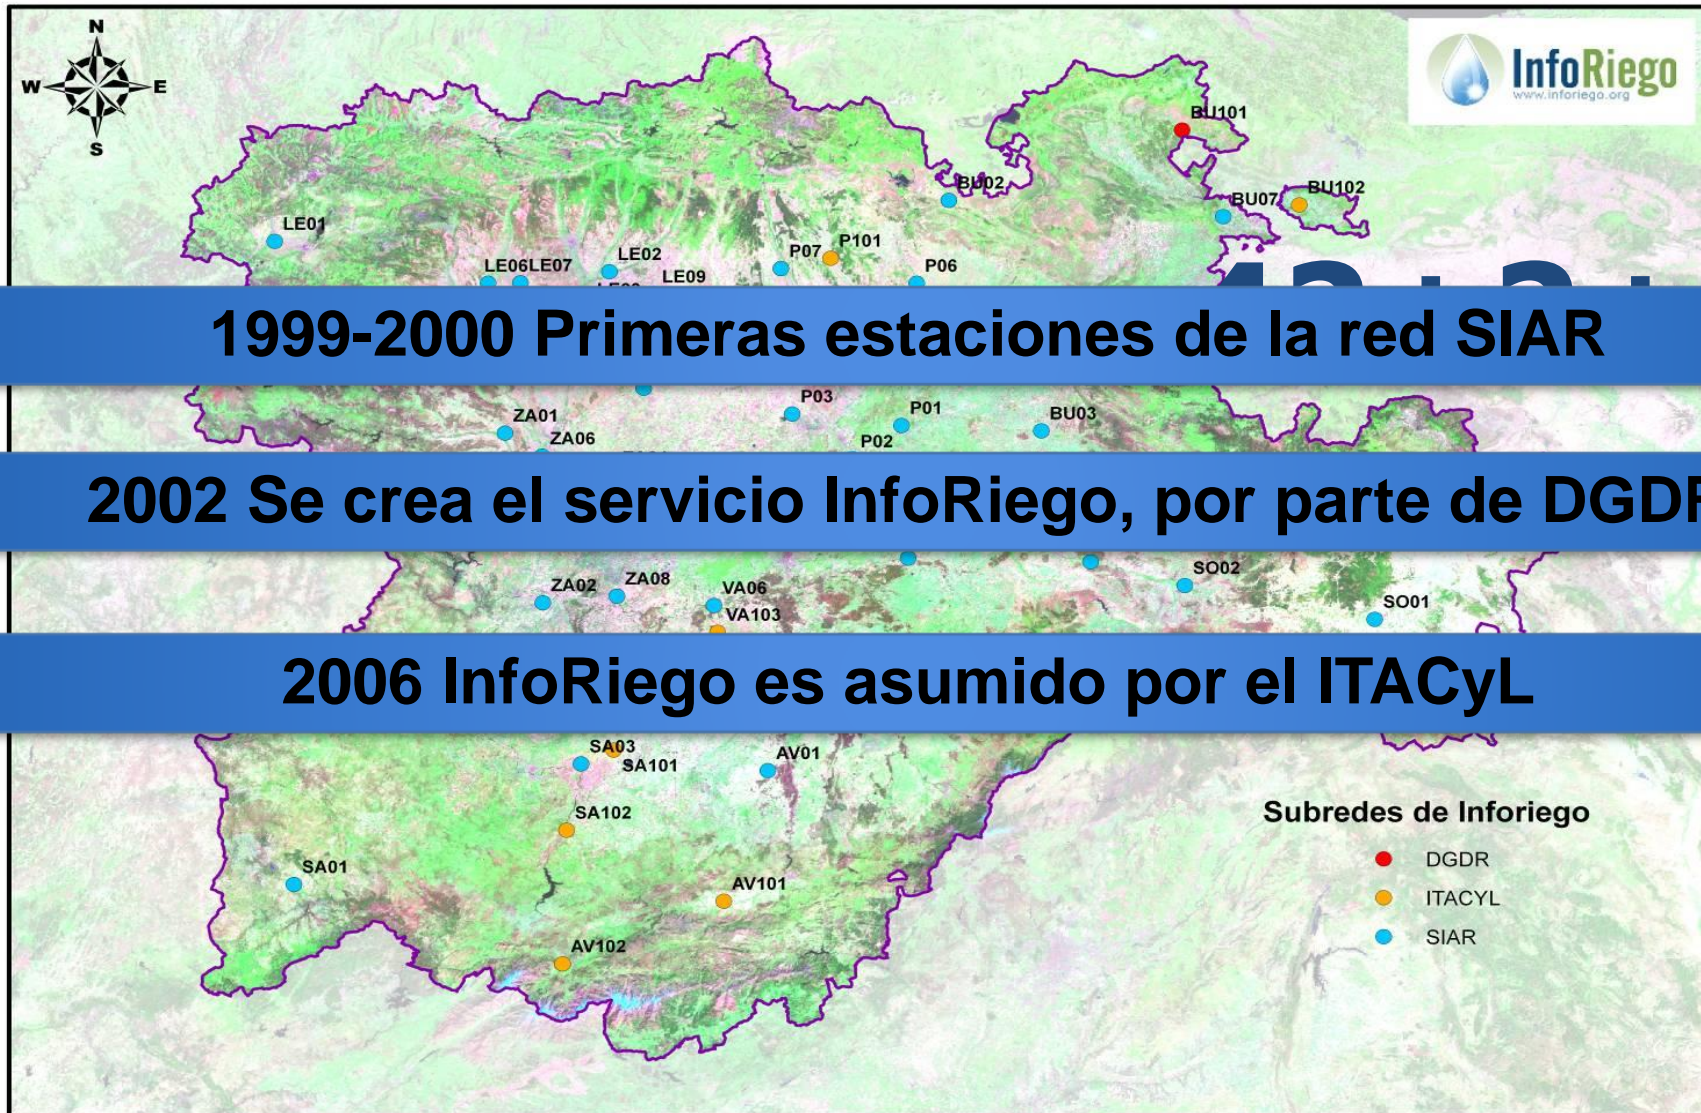 N
W E
S
InfoRiego
www.inforiego.org
BU101
BU02
BU07
BU102
LE01
LE06 LE07
LE02
LE09
P07
P101
P06
1999-2000 Primeras estaciones de la red SIAR
P03
P01
BU03
ZA01
ZA06
P02
2002 Se crea el servicio InfoRiego, por parte de DGDR
ZA02
ZA08
VA06
VA103
SO02
SO01
2006 InfoRiego es asumido por el ITACyL
SA03
SA101
AV01
SA102
SA01
AV101
AV102
Subredes de Inforiego
DGDR
ITACYL
SIAR